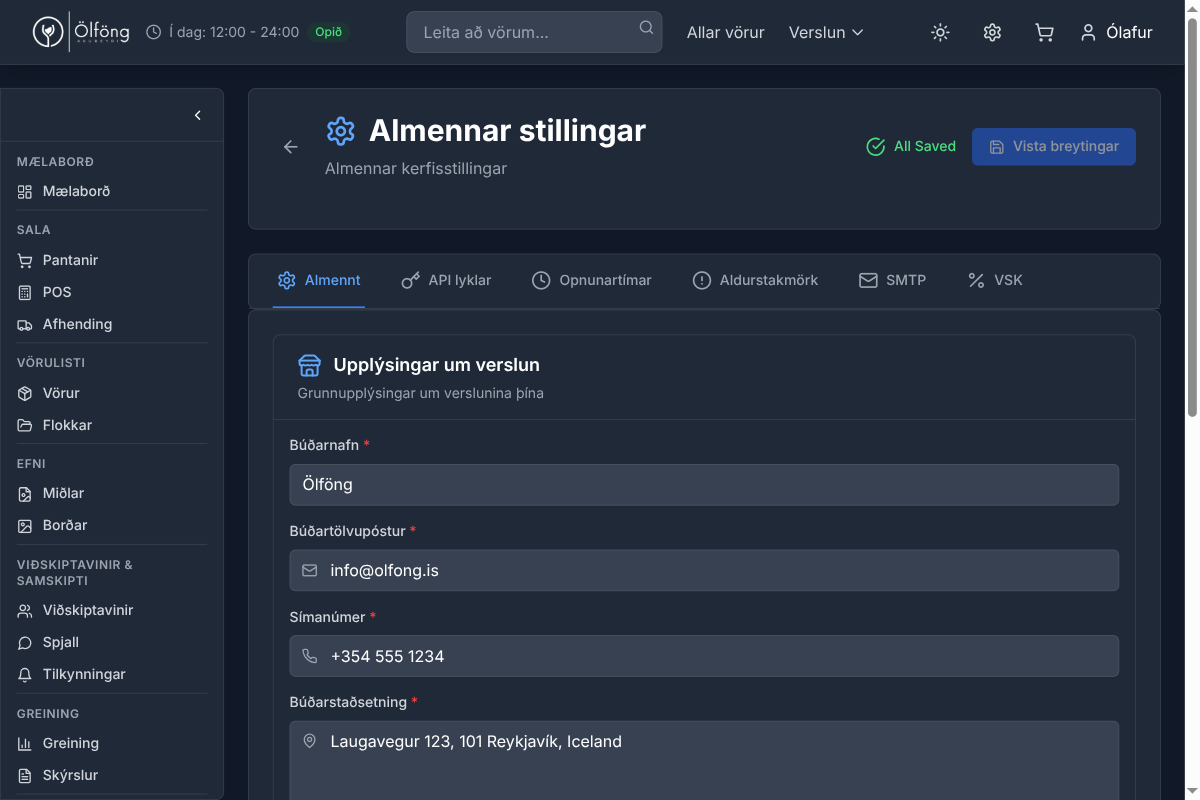 Ölföng
Í dag: 12:00 - 24:00
Opið
Leita að vörum...
Allar vörur
Verslun
Ólafur
MÆLABORÐ
Mælaborð
SALA
Pantanir
POS
Afhending
VÖRULISTI
Vörur
Flokkar
EFNI
Miðlar
Borðar
VIÐSKIPTAVINIR &
SAMSKIPTI
Viðskiptavinir
Spjall
Tilkynningar
GREINING
Greining
Skýrslur
Almennar stillingar
Almennar kerfisstillingar
All Saved
Vista breytingar
Almennt
API lyklar
Opnunartímar
Aldurstakmörk
SMTP
VSK
Upplýsingar um verslun
Grunnupplýsingar um verslunina þína
Búðarnafn *
Ölföng
Búðartölvupóstur *
info@olfong.is
Símanúmer *
+354 555 1234
Búðarstaðsetning *
Laugavegur 123, 101 Reykjavík, Iceland